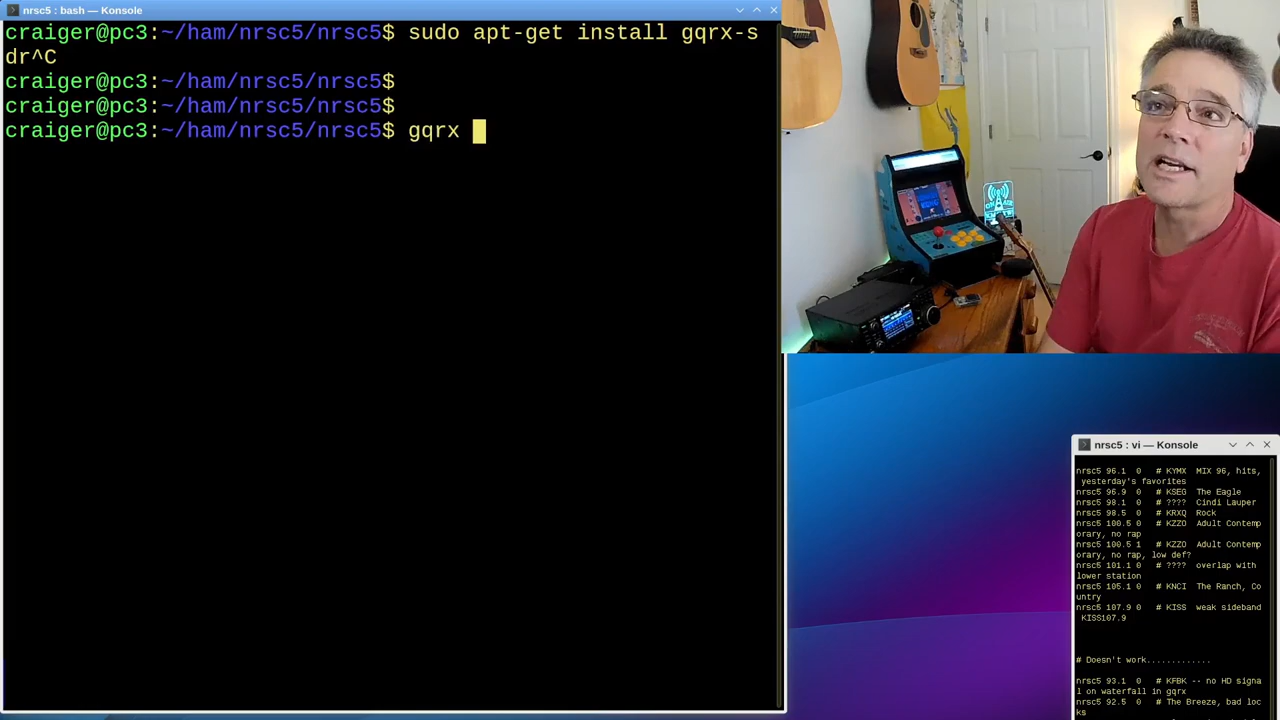 nrsc5 : bash — Konsole
craiger@pc3:~/ham/nrsc5/nrsc5$ sudo apt-get install gqrx-s
dr^C
craiger@pc3:~/ham/nrsc5/nrsc5$
craiger@pc3:~/ham/nrsc5/nrsc5$
craiger@pc3:~/ham/nrsc5/nrsc5$ gqrx
ON AIR
nrsc5 : vi — Konsole
nrsc5 96.1 0 # KYMX MIX 96, hits,
yesterday's favorites
nrsc5 96.9 0 # KSEG The Eagle
nrsc5 98.1 0 # ???? Cindi Lauper
nrsc5 98.5 0 # KRXQ Rock
nrsc5 100.5 0 # KZZO Adult Contemp
orary, no rap
nrsc5 100.5 1 # KZZO Adult Contemp
orary, no rap, low def?
nrsc5 101.1 0 # ???? overlap with
lower station
nrsc5 105.1 0 # KNCI The Ranch, Co
untry
nrsc5 107.9 0 # KISS weak sideband
KISS107.9
# Doesn't work.............
nrsc5 93.1 0 # KFBK -- no HD signa
l on waterfall in gqrx
nrsc5 92.5 0 # The Breeze, bad loc
ks